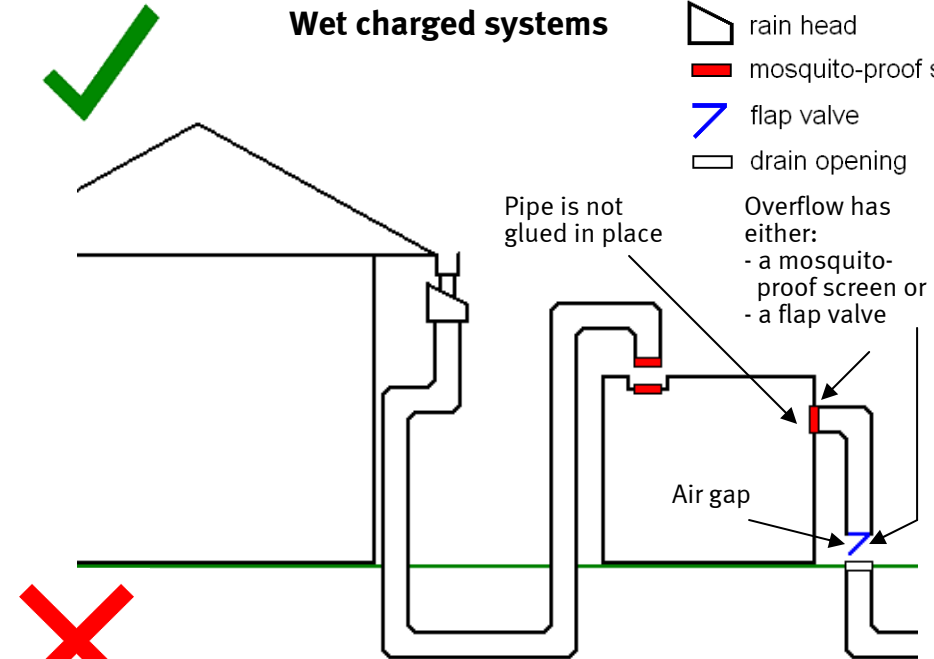 Wet charged systems
rain head
mosquito-proof
flap valve
drain opening
Pipe is not
glued in place
Overflow has
either:
- a mosquito-
proof screen or
- a flap valve
Air gap